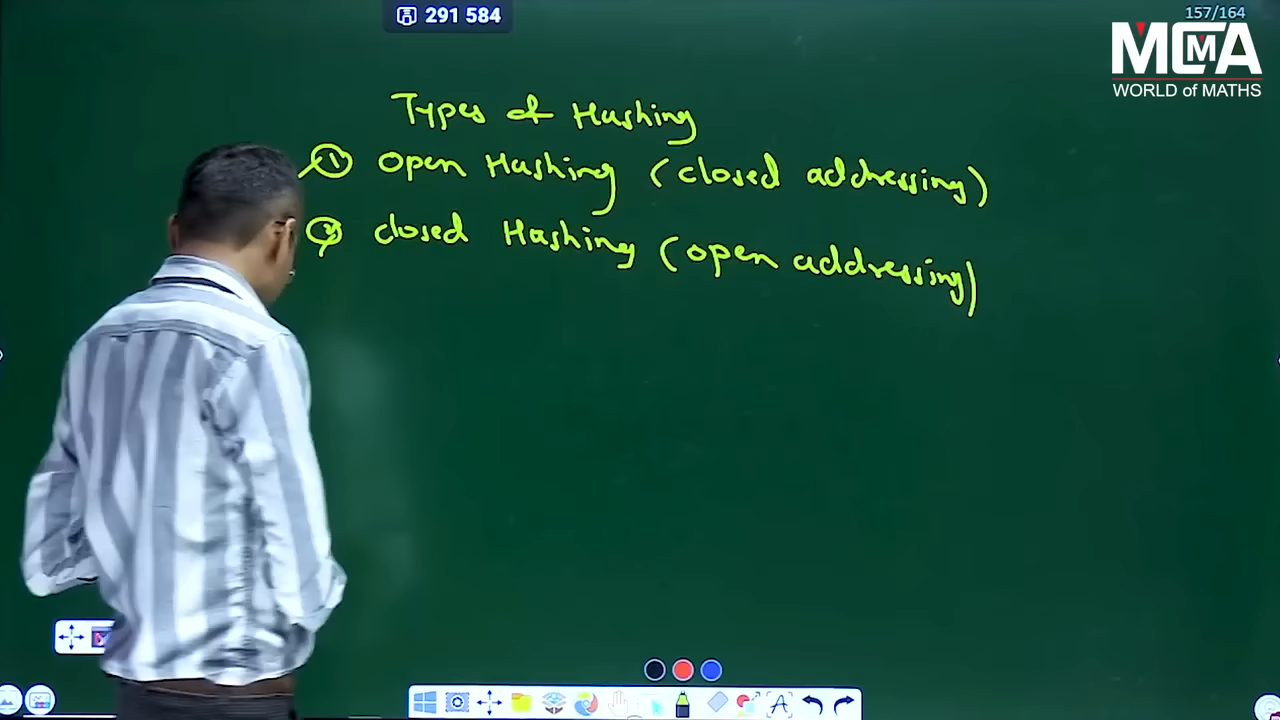 291 584
157/164
MCMA
WORLD of MATHS
Types of Hashing
① Open Hashing (closed addressing)
② closed Hashing (open addressing)